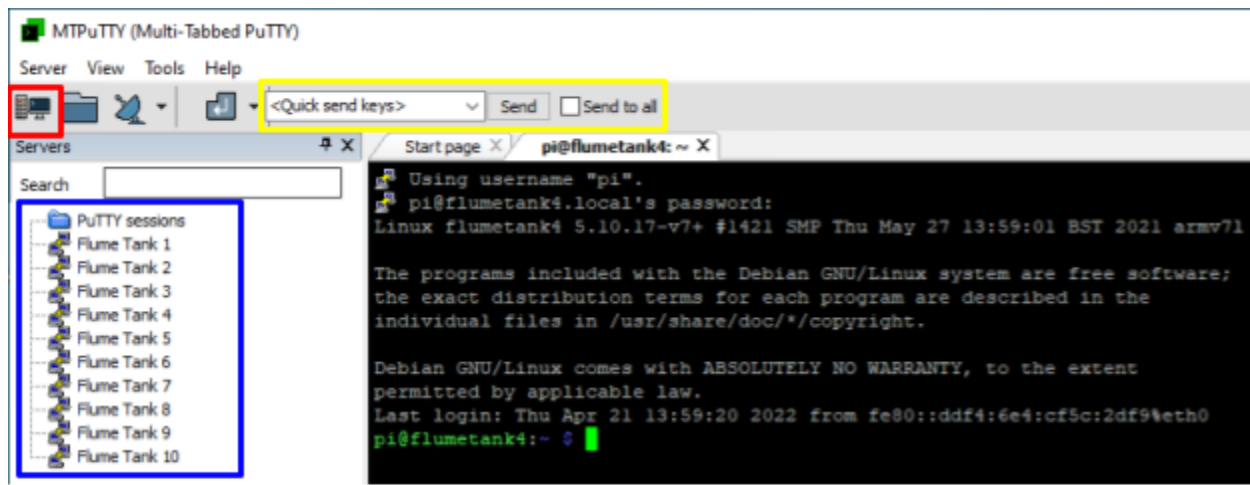 MTPuTTY (Multi-Tabbed PuTTY)
Server View Tools Help
<Quick send keys> Send Send to all
Servers
Search
PuTTY sessions
Flume Tank 1
Flume Tank 2
Flume Tank 3
Flume Tank 4
Flume Tank 5
Flume Tank 6
Flume Tank 7
Flume Tank 8
Flume Tank 9
Flume Tank 10
Start page pi@flumetank4: ~
Using username "pi".
pi@flumetank4.local's password:
Linux flumetank4 5.10.17-v7+ #1421 SMP Thu May 27 13:59:01 BST 2021 armv7l
The programs included with the Debian GNU/Linux system are free software;
the exact distribution terms for each program are described in the
individual files in /usr/share/doc/*/copyright.
Debian GNU/Linux comes with ABSOLUTELY NO WARRANTY, to the extent
permitted by applicable law.
Last login: Thu Apr 21 13:59:20 2022 from fe80::ddf4:6e4:cf5c:2df9%eth0
pi@flumetank4:~ $